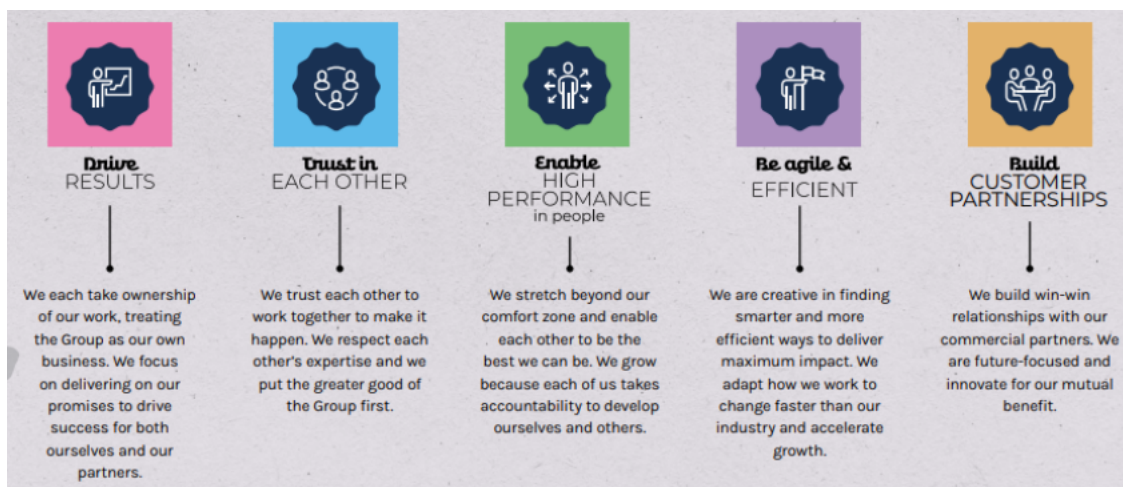 Drive
RESULTS
We each take ownership
of our work, treating
the Group as our own
business. We focus
on delivering on our
promises to drive
success for both
ourselves and our
partners.
Trust in
EACH OTHER
We trust each other to
work together to make it
happen. We respect each
other's expertise and we
put the greater good of
the Group first.
Enable
HIGH
PERFORMANCE
in people
We stretch beyond our
comfort zone and enable
each other to be the
best we can be. We grow
because each of us takes
accountability to develop
ourselves and others.
Be agile &
EFFICIENT
We are creative in finding
smarter and more
efficient ways to deliver
maximum impact. We
adapt how we work to
change faster than our
industry and accelerate
growth.
Build
CUSTOMER
PARTNERSHIPS
We build win-win
relationships with our
commercial partners. We
are future-focused and
innovate for our mutual
benefit.